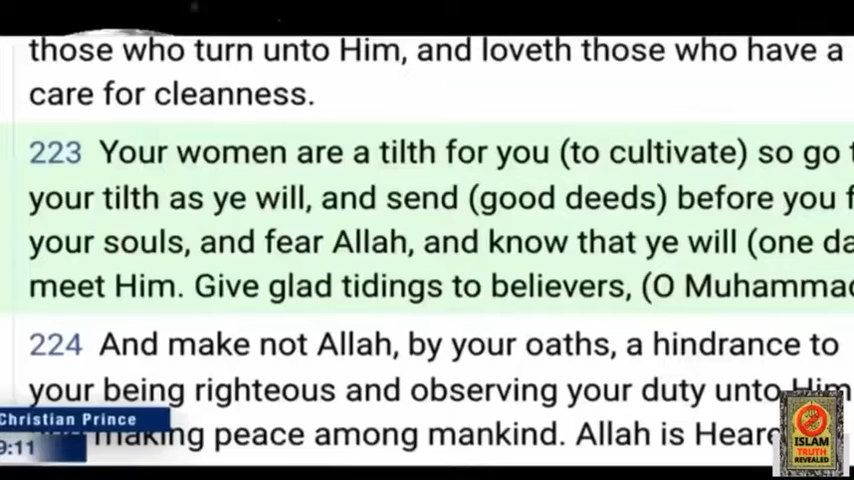 those who turn unto Him, and loveth those who have a
care for cleanness.
223 Your women are a tilth for you (to cultivate) so go
your tilth as ye will, and send (good deeds) before you
your souls, and fear Allah, and know that ye will (one
meet Him. Give glad tidings to believers, (O
224 And make not Allah, by your oaths, a hindrance to
your being righteous and observing your duty unto Him
making peace among mankind. Allah is
Christian Prince
9:11
ISLAM
TRUTH
REVEALED